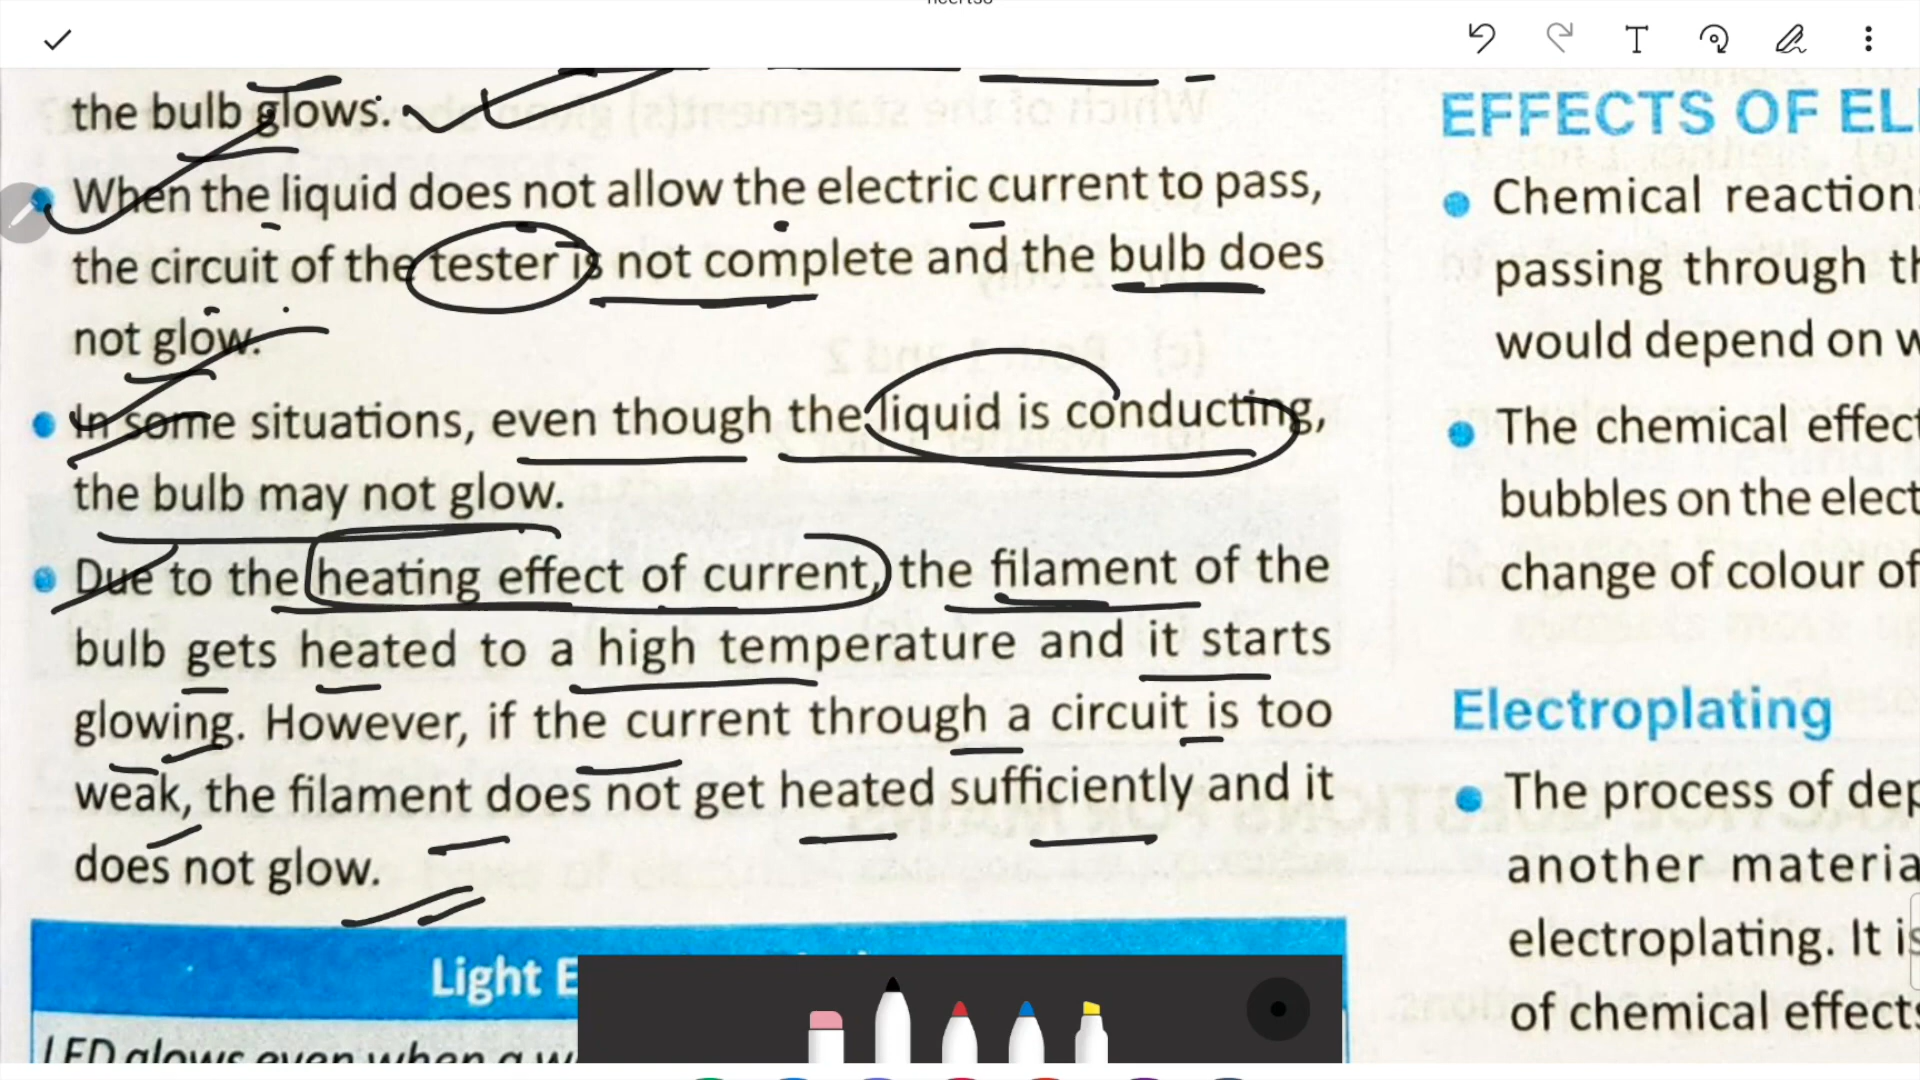 the bulb glows.
When the liquid does not allow the electric current to pass,
the circuit of the tester is not complete and the bulb does
not glow.
In some situations, even though the liquid is conducting,
the bulb may not glow.
Due to the heating effect of current, the filament of the
bulb gets heated to a high temperature and it starts
glowing. However, if the current through a circuit is too
weak, the filament does not get heated sufficiently and it
does not glow.
Light E
LED glows even when a w
EFFECTS OF EL
Chemical reaction
passing through th
would depend on w
The chemical effect
bubbles on the elect
change of colour of
Electroplating
The process of dep
another materia
electroplating. It is
of chemical effects